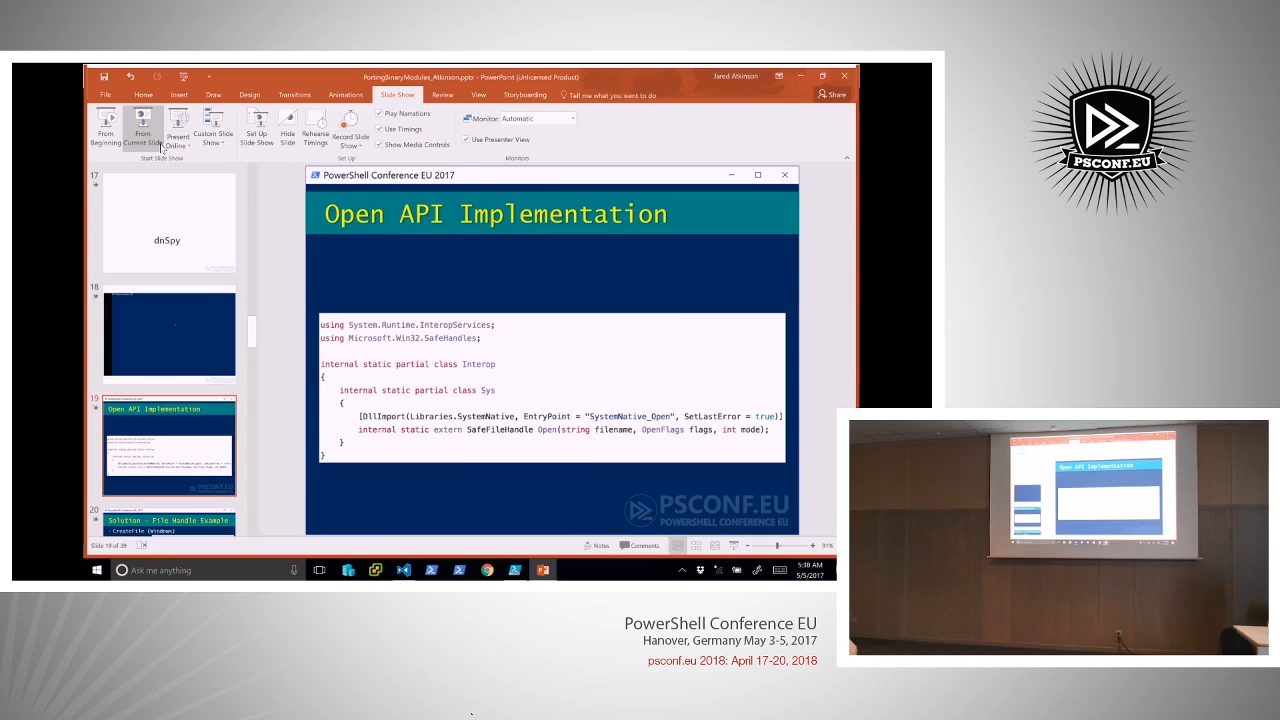 PortingBinaryModules_Atkinson.pptx - PowerPoint (Unlicensed Product)
Jared Atkinson
File Home Insert Draw Design Transitions Animations Slide Show Review View Storyboarding Tell me what you want to do
Share
From Beginning
From Current Slide
Present Online
Custom Slide Show
Start Slide Show
Set Up Slide Show
Hide Slide
Rehearse Timings
Record Slide Show
Play Narrations
Use Timings
Show Media Controls
Set Up
Monitor: Automatic
Use Presenter View
Monitors
17
dnSpy
18
19
Open API Implementation
PSCONF.EU
20
Solution - File Handle Example
- CreateFile (Windows)
PowerShell Conference EU 2017
Open API Implementation
using System.Runtime.InteropServices;
using Microsoft.Win32.SafeHandles;
internal static partial class Interop
{
internal static partial class Sys
{
[DllImport(Libraries.SystemNative, EntryPoint = "SystemNative_Open", SetLastError = true)]
internal static extern SafeFileHandle Open(string filename, OpenFlags flags, int mode);
}
}
PSCONF.EU
POWERSHELL CONFERENCE EU
Slide 19 of 39
Notes
Comments
91%
Ask me anything
5:38 AM
5/5/2017
PSCONF.EU
Open API Implementation
PowerShell Conference EU
Hanover, Germany May 3-5, 2017
psconf.eu 2018: April 17-20, 2018